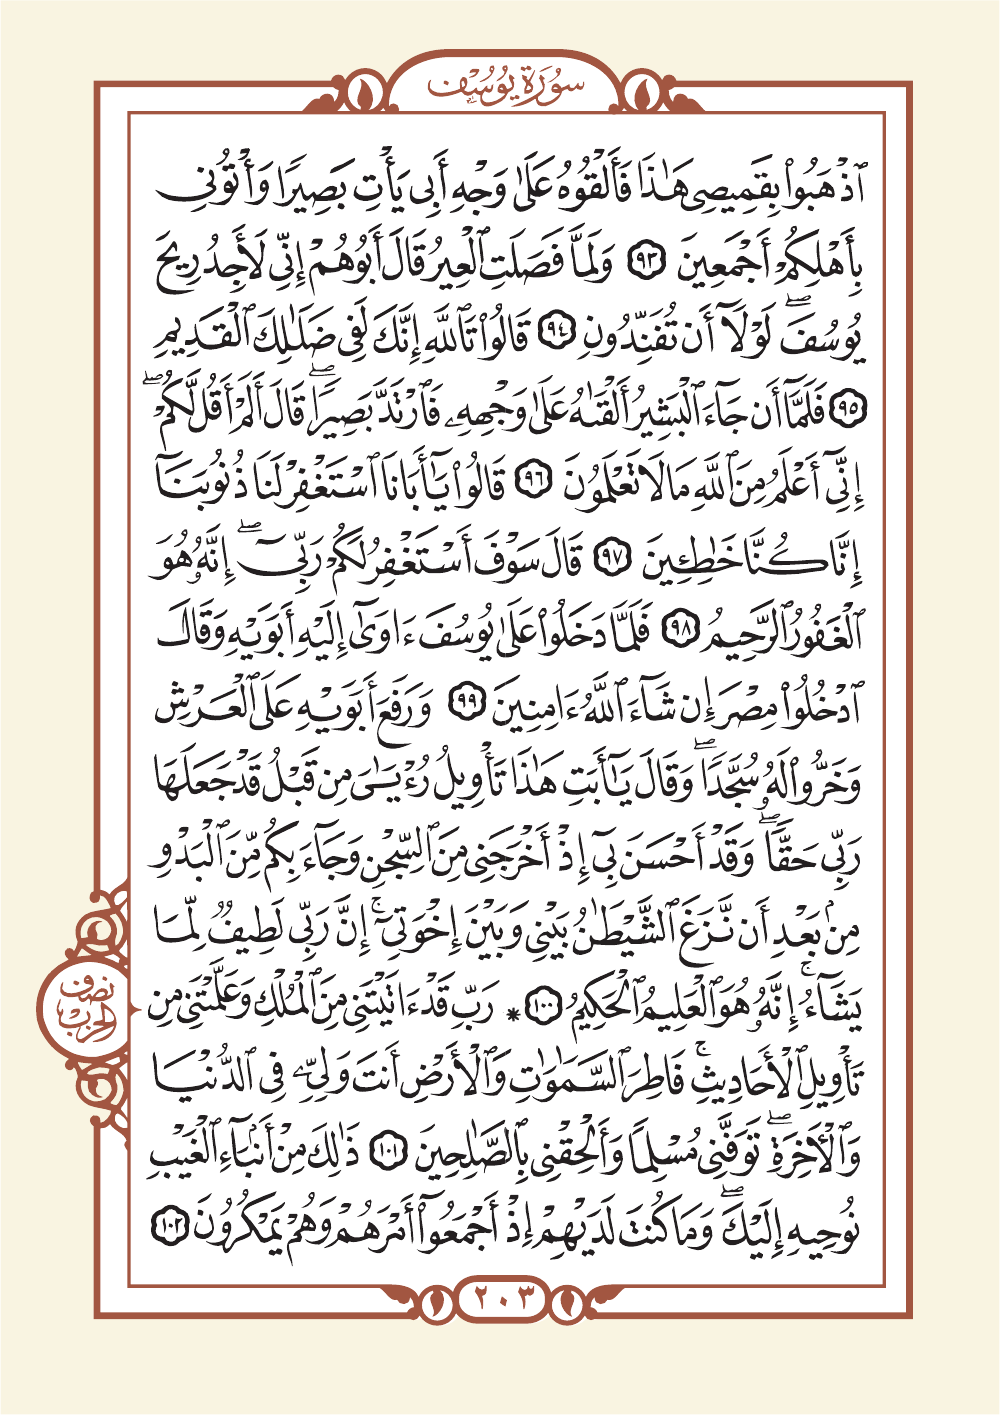 سُورَةُ يُوسُف
ٱذْهَبُوا۟ بِقَمِيصِى هَٰذَا فَأَلْقُوهُ عَلَىٰ وَجْهِ أَبِى يَأْتِ بَصِيرًا وَأْتُونِى
بِأَهْلِكُمْ أَجْمَعِينَ ٩٣ وَلَمَّا فَصَلَتِ ٱلْعِيرُ قَالَ أَبُوهُمْ إِنِّى لَأَجِدُ رِيحَ
يُوسُفَ ۖ لَوْلَآ أَن تُفَنِّدُونِ ٩٤ قَالُوا۟ تَٱللَّهِ إِنَّكَ لَفِى ضَلَٰلِكَ ٱلْقَدِيمِ
٩٥ فَلَمَّآ أَن جَآءَ ٱلْبَشِيرُ أَلْقَىٰهُ عَلَىٰ وَجْهِهِۦ فَٱرْتَدَّ بَصِيرًا ۖ قَالَ أَلَمْ أَقُل لَّكُمْ ۖ
إِنِّىٓ أَعْلَمُ مِنَ ٱللَّهِ مَا لَا تَعْلَمُونَ ٩٦ قَالُوا۟ يَٰٓأَبَانَا ٱسْتَغْفِرْ لَنَا ذُنُوبَنَآ
إِنَّا كُنَّا خَٰطِـِٔينَ ٩٧ قَالَ سَوْفَ أَسْتَغْفِرُ لَكُمْ رَبِّىٓ ۖ إِنَّهُۥ هُوَ
ٱلْغَفُورُ ٱلرَّحِيمُ ٩٨ فَلَمَّا دَخَلُوا۟ عَلَىٰ يُوسُفَ ءَاوَىٰٓ إِلَيْهِ أَبَوَيْهِ وَقَالَ
ٱدْخُلُوا۟ مِصْرَ إِن شَآءَ ٱللَّهُ ءَامِنِينَ ٩٩ وَرَفَعَ أَبَوَيْهِ عَلَى ٱلْعَرْشِ
وَخَرُّوا۟ لَهُۥ سُجَّدًا ۖ وَقَالَ يَٰٓأَبَتِ هَٰذَا تَأْوِيلُ رُءْيَٰىَ مِن قَبْلُ قَدْ جَعَلَهَا
رَبِّى حَقًّا ۖ وَقَدْ أَحْسَنَ بِىٓ إِذْ أَخْرَجَنِى مِنَ ٱلسِّجْنِ وَجَآءَ بِكُم مِّنَ ٱلْبَدْوِ
مِنۢ بَعْدِ أَن نَّزَغَ ٱلشَّيْطَٰنُ بَيْنِى وَبَيْنَ إِخْوَتِىٓ ۚ إِنَّ رَبِّى لَطِيفٌ لِّمَا
يَشَآءُ ۚ إِنَّهُۥ هُوَ ٱلْعَلِيمُ ٱلْحَكِيمُ ١٠٠ * رَبِّ قَدْ ءَاتَيْتَنِى مِنَ ٱلْمُلْكِ وَعَلَّمْتَنِى مِن
تَأْوِيلِ ٱلْأَحَادِيثِ ۚ فَاطِرَ ٱلسَّمَٰوَٰتِ وَٱلْأَرْضِ أَنتَ وَلِىِّۦ فِى ٱلدُّنْيَا
وَٱلْـَٔاخِرَةِ ۖ تَوَفَّنِى مُسْلِمًا وَأَلْحِقْنِى بِٱلصَّٰلِحِينَ ١٠١ ذَٰلِكَ مِنْ أَنۢبَآءِ ٱلْغَيْبِ
نُوحِيهِ إِلَيْكَ ۖ وَمَا كُنتَ لَدَيْهِمْ إِذْ أَجْمَعُوٓا۟ أَمْرَهُمْ وَهُمْ يَمْكُرُونَ ١٠٢
نصف
الحزب
٢٠٣